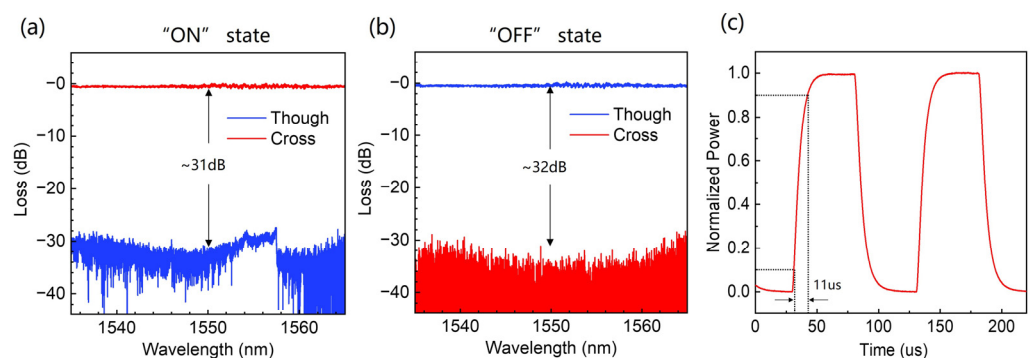 (a)
"ON" state
−0
−10
−20
−30
−40
Loss (dB)
Though
Cross
~31dB
1540
1550
1560
Wavelength (nm)
(b)
"OFF" state
−0
−10
−20
−30
−40
Loss (dB)
Though
Cross
~32dB
1540
1550
1560
Wavelength (nm)
(c)
1.0
0.8
0.6
0.4
0.2
0.0
Normalized Power
11us
0
50
100
150
200
Time (us)